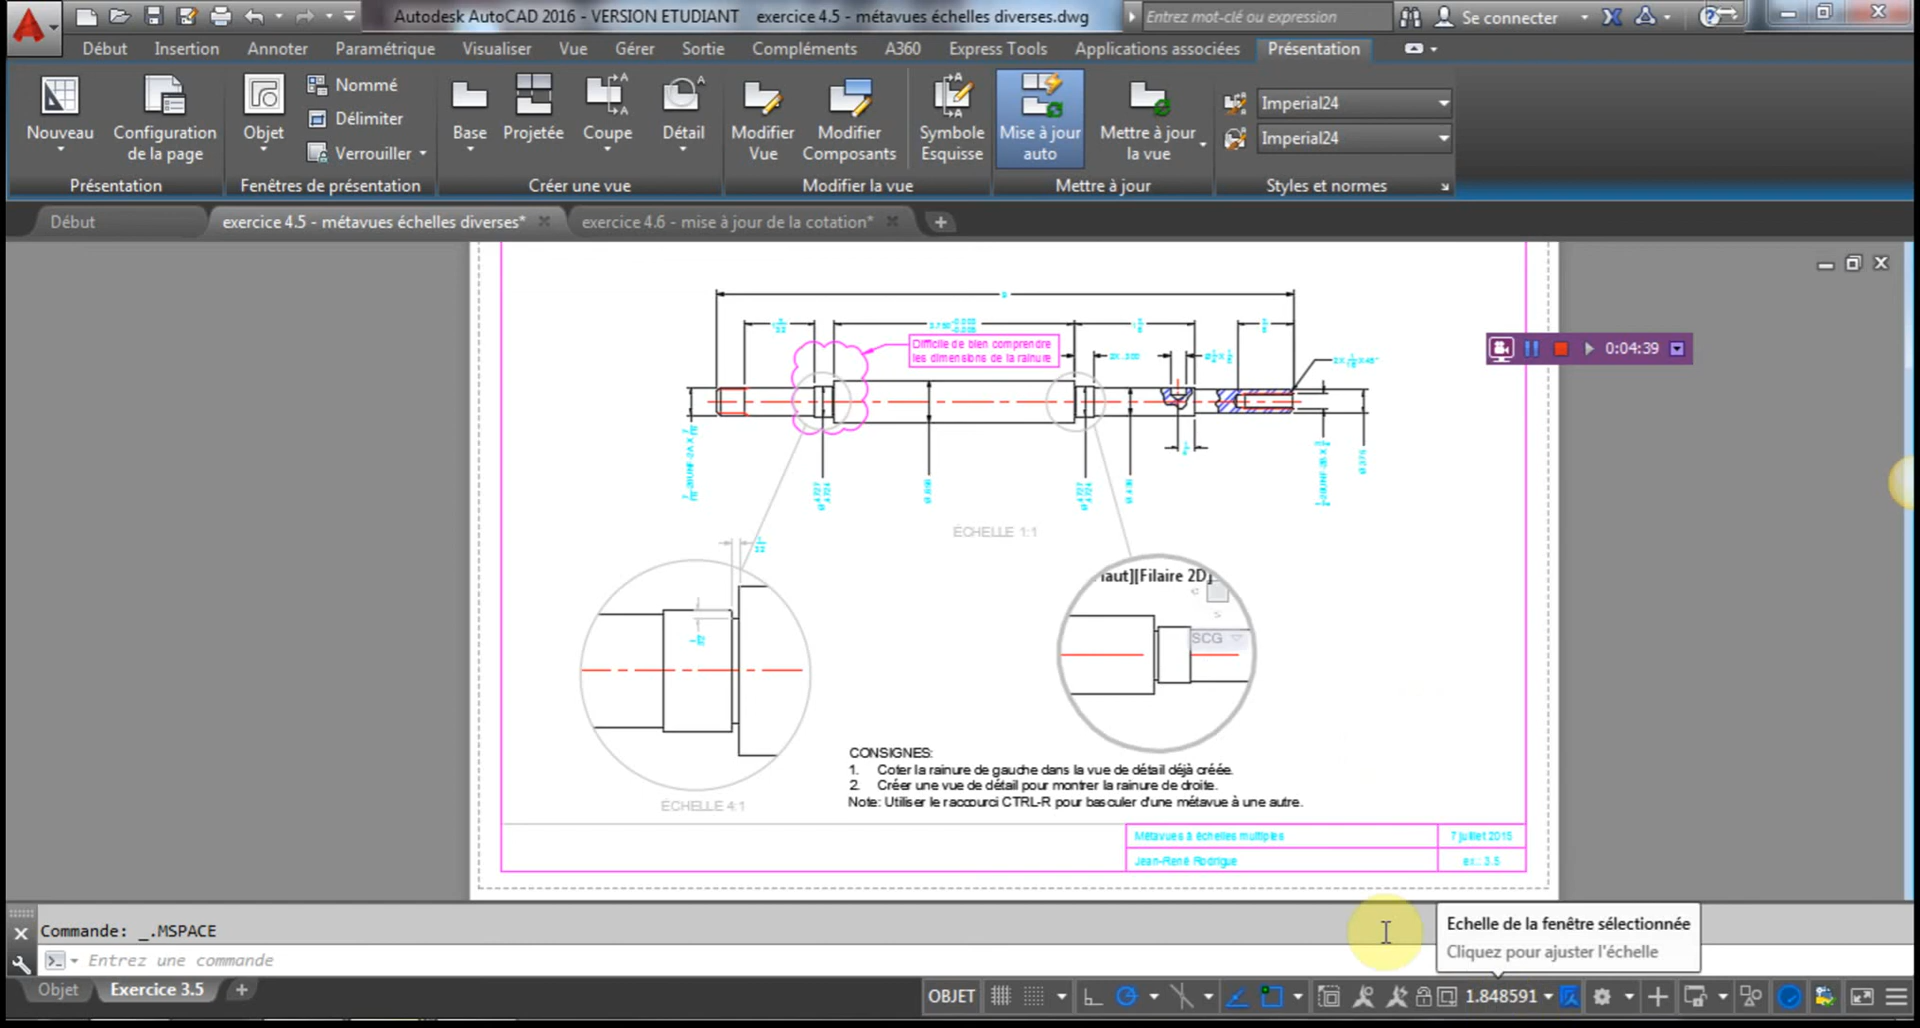 Autodesk AutoCAD 2016 - VERSION ETUDIANT exercice 4.5 - métavues échelles diverses.dwg
Entrez mot-clé ou expression
Se connecter
Début Insertion Annoter Paramétrique Visualiser Vue Gérer Sortie Compléments A360 Express Tools Applications associées Présentation
Nouveau
Configuration de la page
Présentation
Objet
Nommé
Délimiter
Verrouiller
Fenêtres de présentation
Base
Projetée
Coupe
Détail
Créer une vue
Modifier Vue
Modifier Composants
Modifier la vue
Symbole Esquisse
Mise à jour auto
Mettre à jour la vue
Mettre à jour
Imperial24
Imperial24
Styles et normes
Début
exercice 4.5 - métavues échelles diverses*
exercice 4.6 - mise à jour de la cotation*
0:04:39
Difficile de bien comprendre
les dimensions de la rainure
ÉCHELLE 1:1
haut][Filaire 2D]
SCG
ÉCHELLE 4:1
CONSIGNES:
1. Coter la rainure de gauche dans la vue de détail déjà créée.
2. Créer une vue de détail pour montrer la rainure de droite.
Note: Utiliser le raccourci CTRL-R pour basculer d'une métavue à une autre.
Métavues à échelles multiples
7 juillet 2015
Jean-René Rodrigue
ex.: 3.5
Commande: _.MSPACE
Entrez une commande
Echelle de la fenêtre sélectionnée
Cliquez pour ajuster l'échelle
Objet
Exercice 3.5
OBJET
1.848591